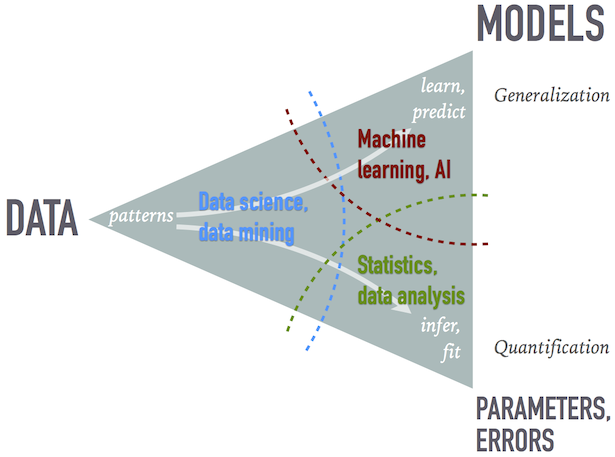 MODELS
learn,
predict
Generalization
Machine
learning, AI
DATA
patterns
Data science,
data mining
Statistics,
data analysis
infer,
fit
Quantification
PARAMETERS,
ERRORS